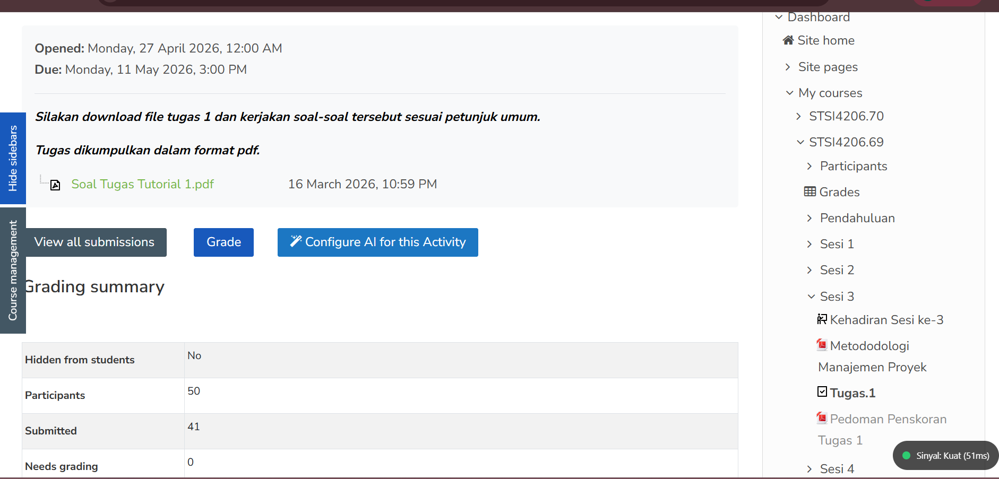 Opened: Monday, 27 April 2026, 12:00 AM
Due: Monday, 11 May 2026, 3:00 PM
Silakan download file tugas 1 dan kerjakan soal-soal tersebut sesuai petunjuk umum.
Tugas dikumpulkan dalam format pdf.
Soal Tugas Tutorial 1.pdf 16 March 2026, 10:59 PM
Hide sidebars
Course management
View all submissions Grade Configure AI for this Activity
Grading summary
Hidden from students No
Participants 50
Submitted 41
Needs grading 0
Dashboard
Site home
Site pages
My courses
STSI4206.70
STSI4206.69
Participants
Grades
Pendahuluan
Sesi 1
Sesi 2
Sesi 3
Kehadiran Sesi ke-3
Metododologi
Manajemen Proyek
Tugas.1
Pedoman Penskoran
Tugas 1
Sesi 4
Sinyal: Kuat (51ms)